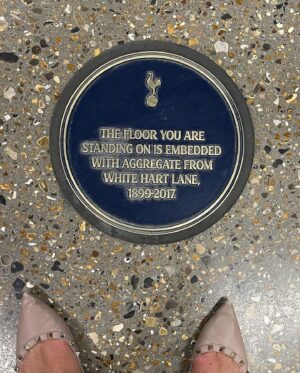 THE FLOOR YOU ARE
STANDING ON IS EMBEDDED
WITH AGGREGATE FROM
WHITE HART LANE,
1899-2017.